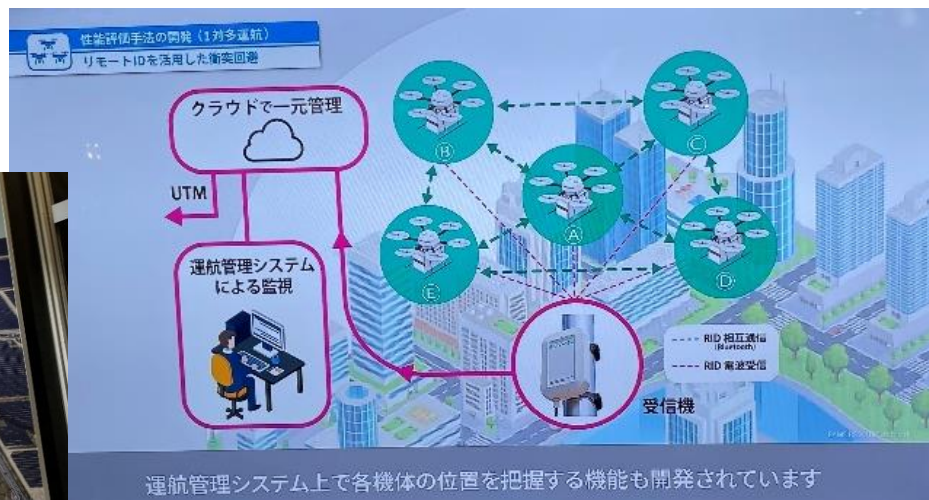 性能評価手法の開発(1対多運航)
リモートIDを活用した衝突回避
クラウドで一元管理
UTM
運航管理システム
による監視
B
C
A
E
D
RID 相互通信
(Bluetooth)
RID 電波受信
受信機
運航管理システム上で各機体の位置を把握する機能も開発されています